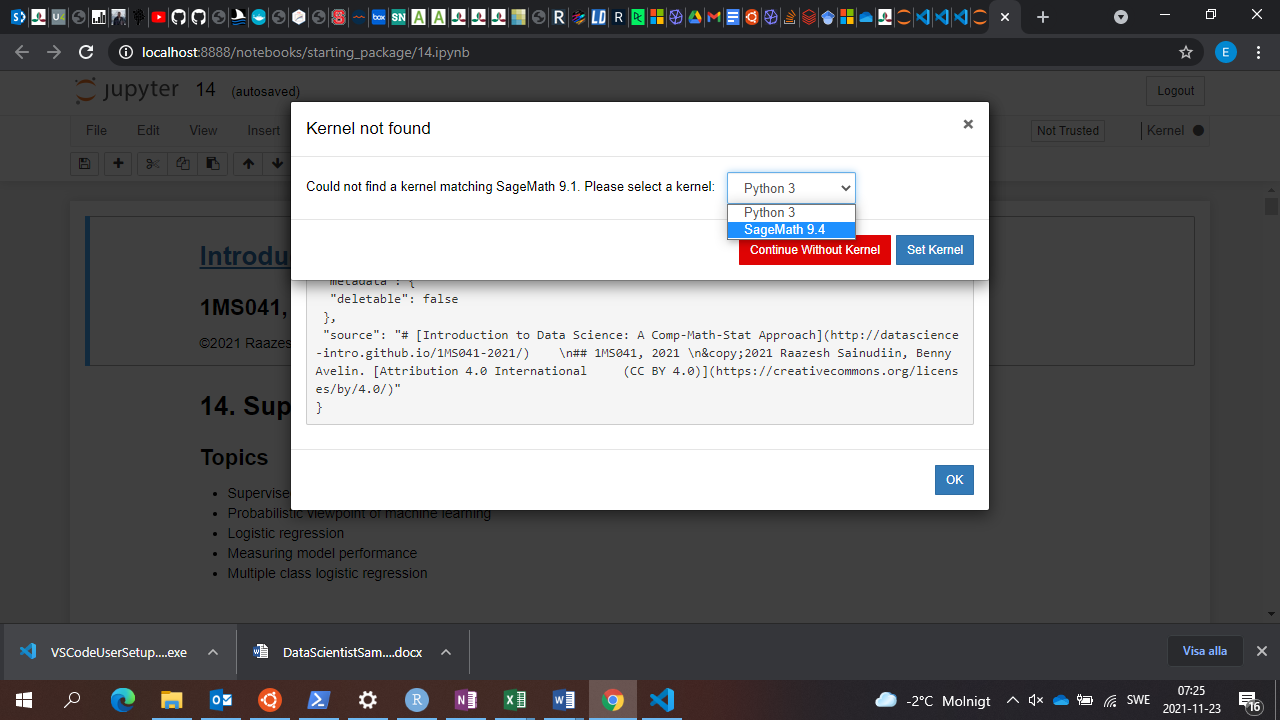 localhost:8888/notebooks/starting_package/14.ipynb
E
jupyter 14 (autosaved)
Logout
File Edit View Insert
Not Trusted
Kernel
Kernel not found
×
Could not find a kernel matching SageMath 9.1. Please select a kernel:
Python 3
Python 3
SageMath 9.4
Continue Without Kernel
Set Kernel
"deletable": false
},
"source": "# [Introduction to Data Science: A Comp-Math-Stat Approach](http://datascience
-intro.github.io/1MS041-2021/)    \n## 1MS041, 2021 \n&copy;2021 Raazesh Sainudiin, Benny
Avelin. [Attribution 4.0 International     (CC BY 4.0)](https://creativecommons.org/licens
es/by/4.0/)"
}
OK
1MS041,
©2021 Raazes
14. Sup
Topics
• Supervise
• Probabilistic viewpoint of machine learning
• Logistic regression
• Measuring model performance
• Multiple class logistic regression
VSCodeUserSetup....exe
DataScientistSam....docx
Visa alla
-2°C Molnigt
SWE
07:25
2021-11-23
16